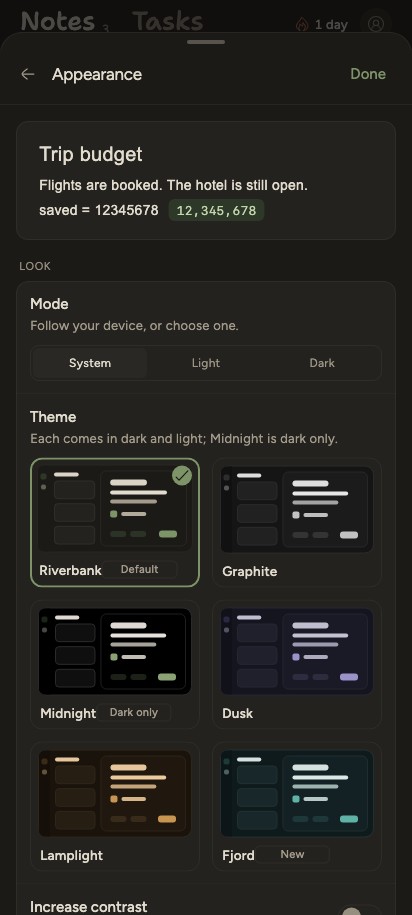 Notes 3 Tasks 1 day
Appearance Done
Trip budget
Flights are booked. The hotel is still open.
saved = 12345678 12,345,678
LOOK
Mode
Follow your device, or choose one.
System Light Dark
Theme
Each comes in dark and light; Midnight is dark only.
Riverbank Default
Graphite
Midnight Dark only
Dusk
Lamplight
Fjord New
Increase contrast